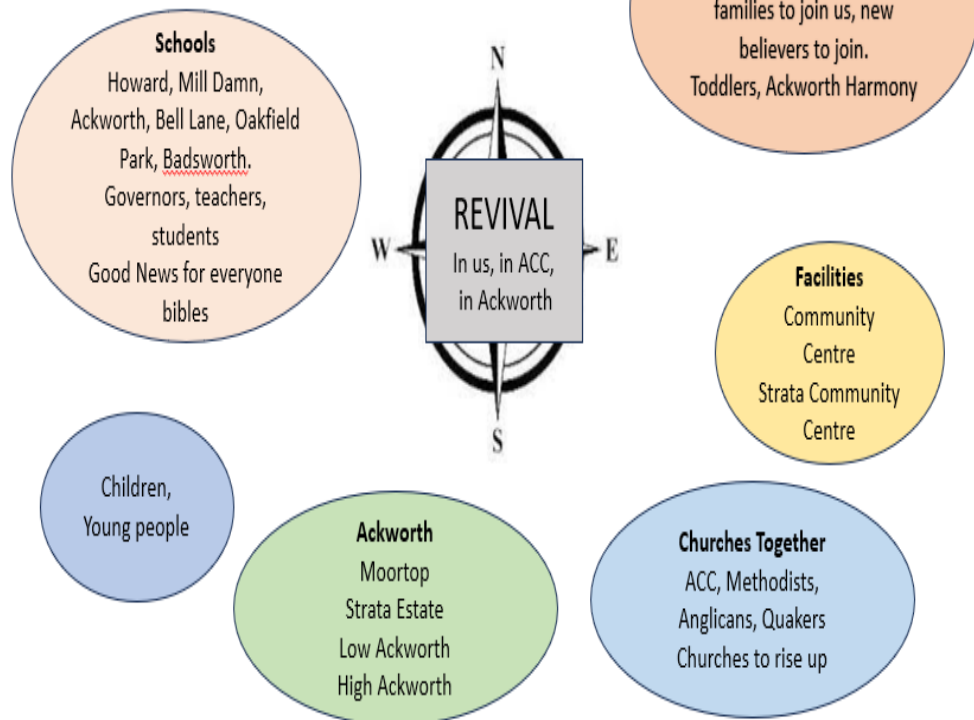 families to join us, new
believers to join.
Toddlers, Ackworth Harmony
Schools
Howard, Mill Damn,
Ackworth, Bell Lane, Oakfield
Park, Badsworth.
Governors, teachers,
students
Good News for everyone
bibles
N
W
E
S
REVIVAL
In us, in ACC,
in Ackworth
Facilities
Community
Centre
Strata Community
Centre
Children,
Young people
Ackworth
Moortop
Strata Estate
Low Ackworth
High Ackworth
Churches Together
ACC, Methodists,
Anglicans, Quakers
Churches to rise up